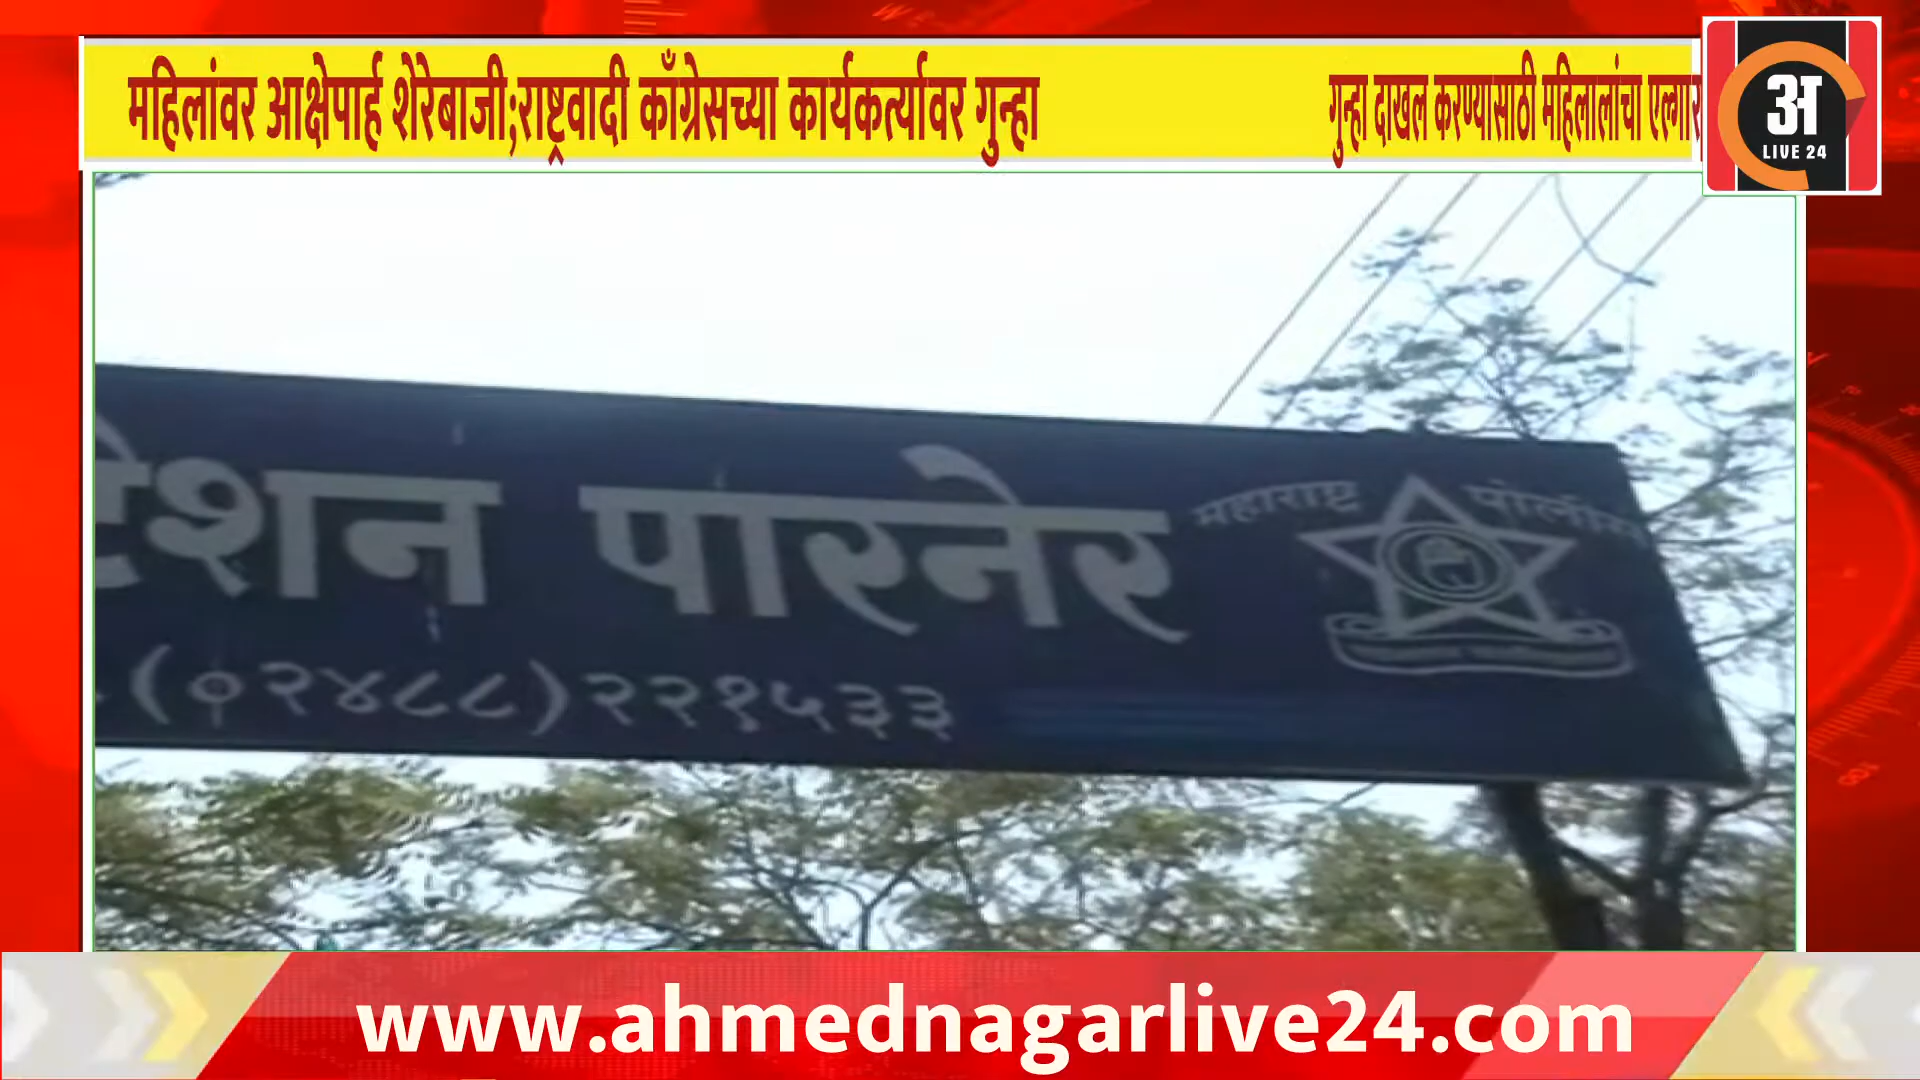 महिलांवर आक्षेपार्ह शेरेबाजी;राष्ट्रवादी काँग्रेसच्या कार्यकर्त्यावर गुन्हा
गुन्हा दाखल करण्यासाठी महिलालांचा एल्गार
अ
LIVE 24
टेशन पारनेर
महाराष्ट्र पोलीस
(०२४८८)२२१५३३
www.ahmednagarlive24.com